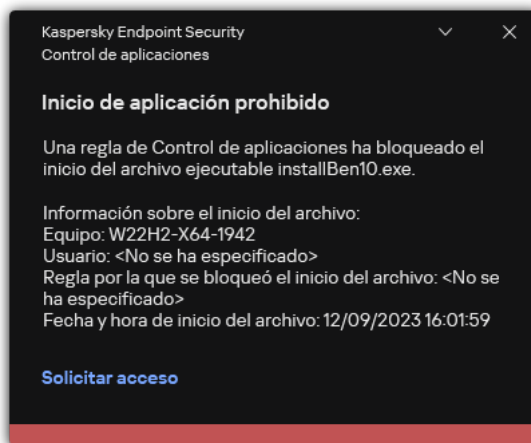 Kaspersky Endpoint Security
Control de aplicaciones
Inicio de aplicación prohibido
Una regla de Control de aplicaciones ha bloqueado el
inicio del archivo ejecutable installBen10.exe.
Información sobre el inicio del archivo:
Equipo: W22H2-X64-1942
Usuario: <No se ha especificado>
Regla por la que se bloqueó el inicio del archivo: <No se
ha especificado>
Fecha y hora de inicio del archivo: 12/09/2023 16:01:59
Solicitar acceso